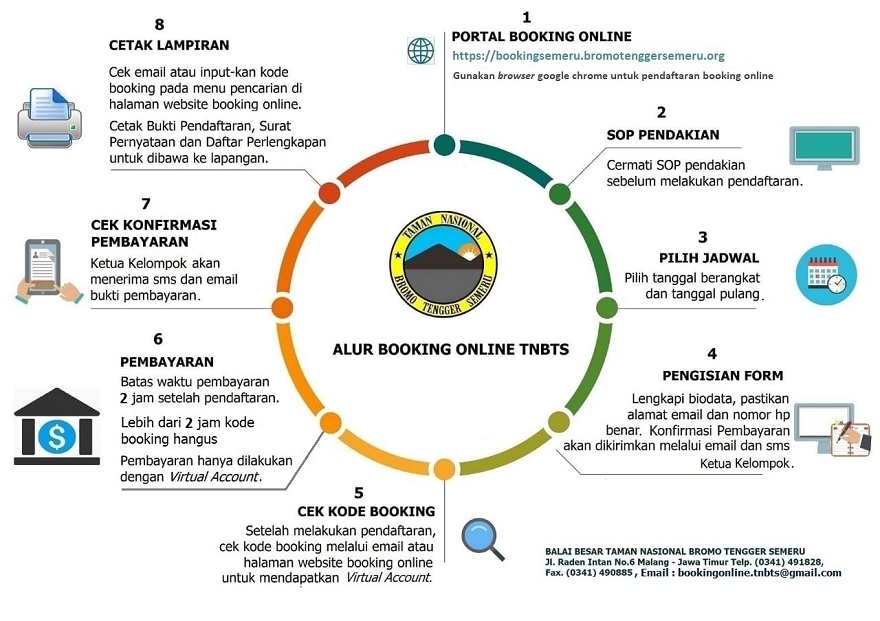 1
PORTAL BOOKING ONLINE
https://bookingsemeru.bromotenggersemeru.org
Gunakan browser google chrome untuk pendaftaran booking online
2
SOP PENDAKIAN
Cermati SOP pendakian
sebelum melakukan pendaftaran.
3
PILIH JADWAL
Pilih tanggal berangkat
dan tanggal pulang.
4
PENGISIAN FORM
Lengkapi biodata, pastikan
alamat email dan nomor hp
benar. Konfirmasi Pembayaran
akan dikirimkan melalui email dan sms
Ketua Kelompok.
5
CEK KODE BOOKING
Setelah melakukan pendaftaran,
cek kode booking melalui email atau
halaman website booking online
untuk mendapatkan Virtual Account.
6
PEMBAYARAN
Batas waktu pembayaran
2 jam setelah pendaftaran.
Lebih dari 2 jam kode
booking hangus
Pembayaran hanya dilakukan
dengan Virtual Account.
7
CEK KONFIRMASI
PEMBAYARAN
Ketua Kelompok akan
menerima sms dan email
bukti pembayaran.
8
CETAK LAMPIRAN
Cek email atau input-kan kode
booking pada menu pencarian di
halaman website booking online.
Cetak Bukti Pendaftaran, Surat
Pernyataan dan Daftar Perlengkapan
untuk dibawa ke lapangan.
TAMAN NASIONAL
BROMO TENGGER SEMERU
ALUR BOOKING ONLINE TNBTS
BALAI BESAR TAMAN NASIONAL BROMO TENGGER SEMERU
Jl. Raden Intan No.6 Malang - Jawa Timur Telp. (0341) 491828,
Fax. (0341) 490885 , Email : bookingonline.tnbts@gmail.com